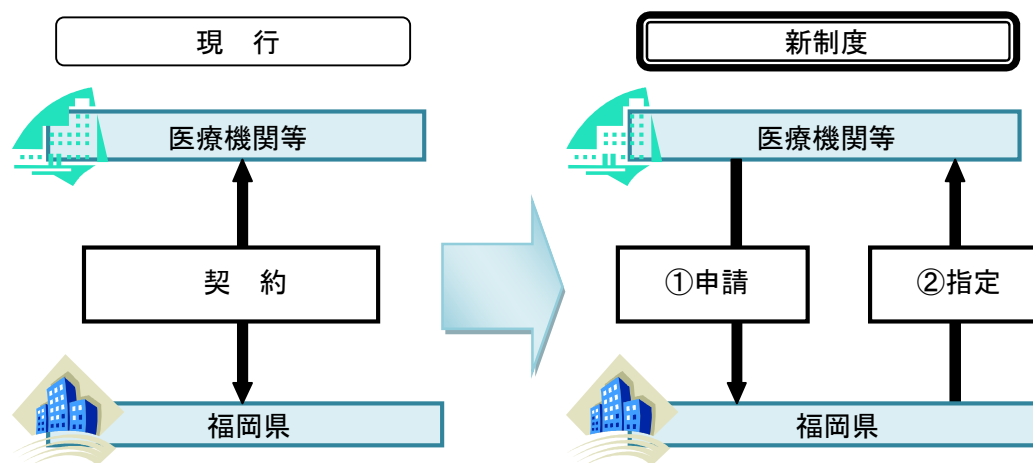 現　行
医療機関等
契　約
福岡県
新制度
医療機関等
①申請
②指定
福岡県